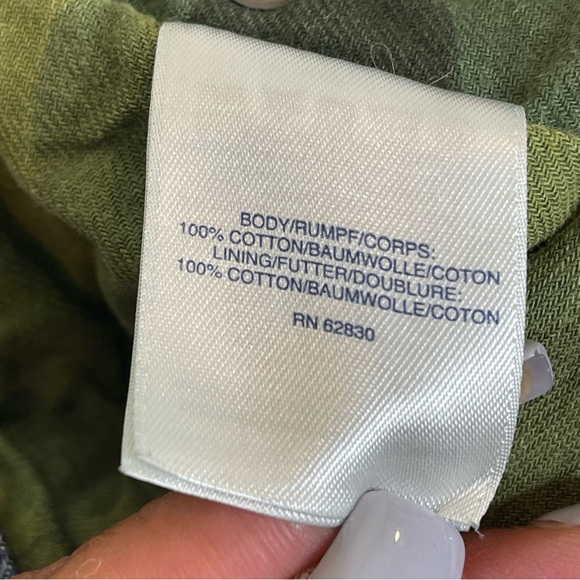 BODY/RUMPF/CORPS:
100% COTTON/BAUMWOLLE/COTON
LINING/FUTTER/DOUBLURE:
100% COTTON/BAUMWOLLE/COTON
RN 62830